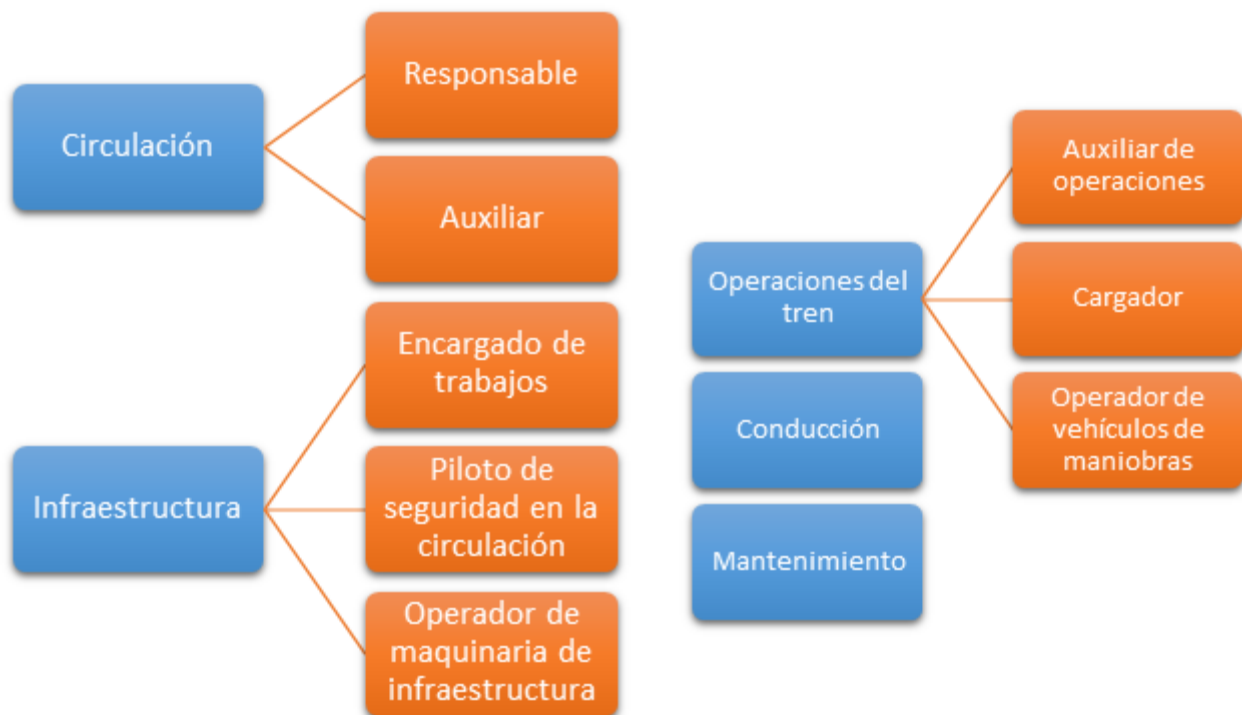 Circulación
Responsable
Auxiliar
Infraestructura
Encargado de
trabajos
Piloto de
seguridad en la
circulación
Operador de
maquinaria de
infraestructura
Operaciones del
tren
Auxiliar de
operaciones
Cargador
Operador de
vehículos de
maniobras
Conducción
Mantenimiento